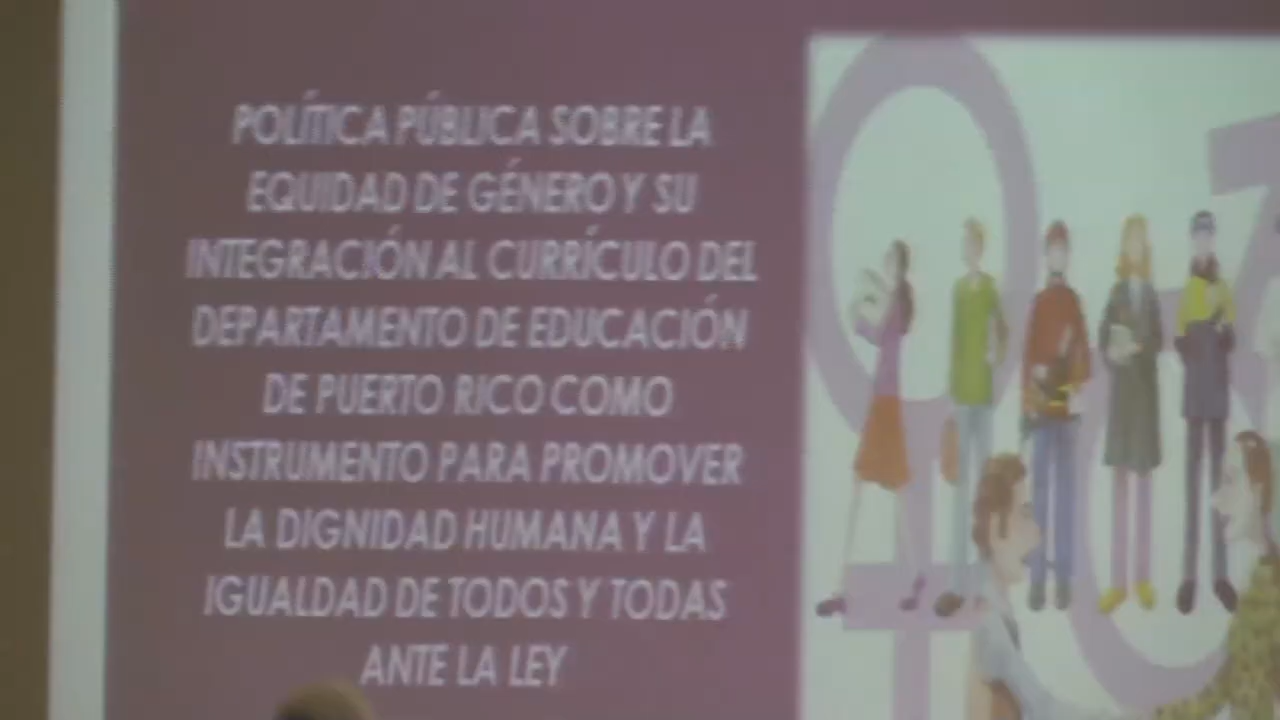 POLÍTICA PÚBLICA SOBRE LA
EQUIDAD DE GÉNERO Y SU
INTEGRACIÓN AL CURRÍCULO DEL
DEPARTAMENTO DE EDUCACIÓN
DE PUERTO RICO COMO
INSTRUMENTO PARA PROMOVER
LA DIGNIDAD HUMANA Y LA
IGUALDAD DE TODOS Y TODAS
ANTE LA LEY